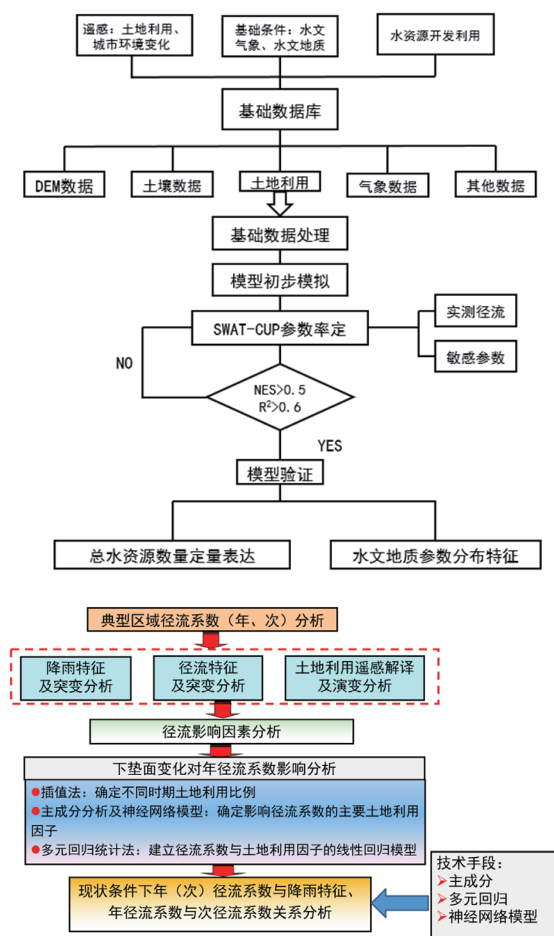 遥感：土地利用、
城市环境变化
基础条件：水文
气象、水文地质
水资源开发利用
基础数据库
DEM数据
土壤数据
土地利用
气象数据
其他数据
基础数据处理
模型初步模拟
SWAT-CUP参数率定
实测径流
敏感参数
NO
NES>0.5
R²>0.6
YES
模型验证
总水资源数量定量表达
水文地质参数分布特征
典型区域径流系数（年、次）分析
降雨特征
及突变分析
径流特征
及突变分析
土地利用遥感解译
及演变分析
径流影响因素分析
下垫面变化对年径流系数影响分析
●插值法：确定不同时期土地利用比例
●主成分分析及神经网络模型：确定影响径流系数的主要土地利用
因子
●多元回归统计法：建立径流系数与土地利用因子的线性回归模型
现状条件下年（次）径流系数与降雨特征、
年径流系数与次径流系数关系分析
技术手段：
➢主成分
➢多元回归
➢神经网络模型